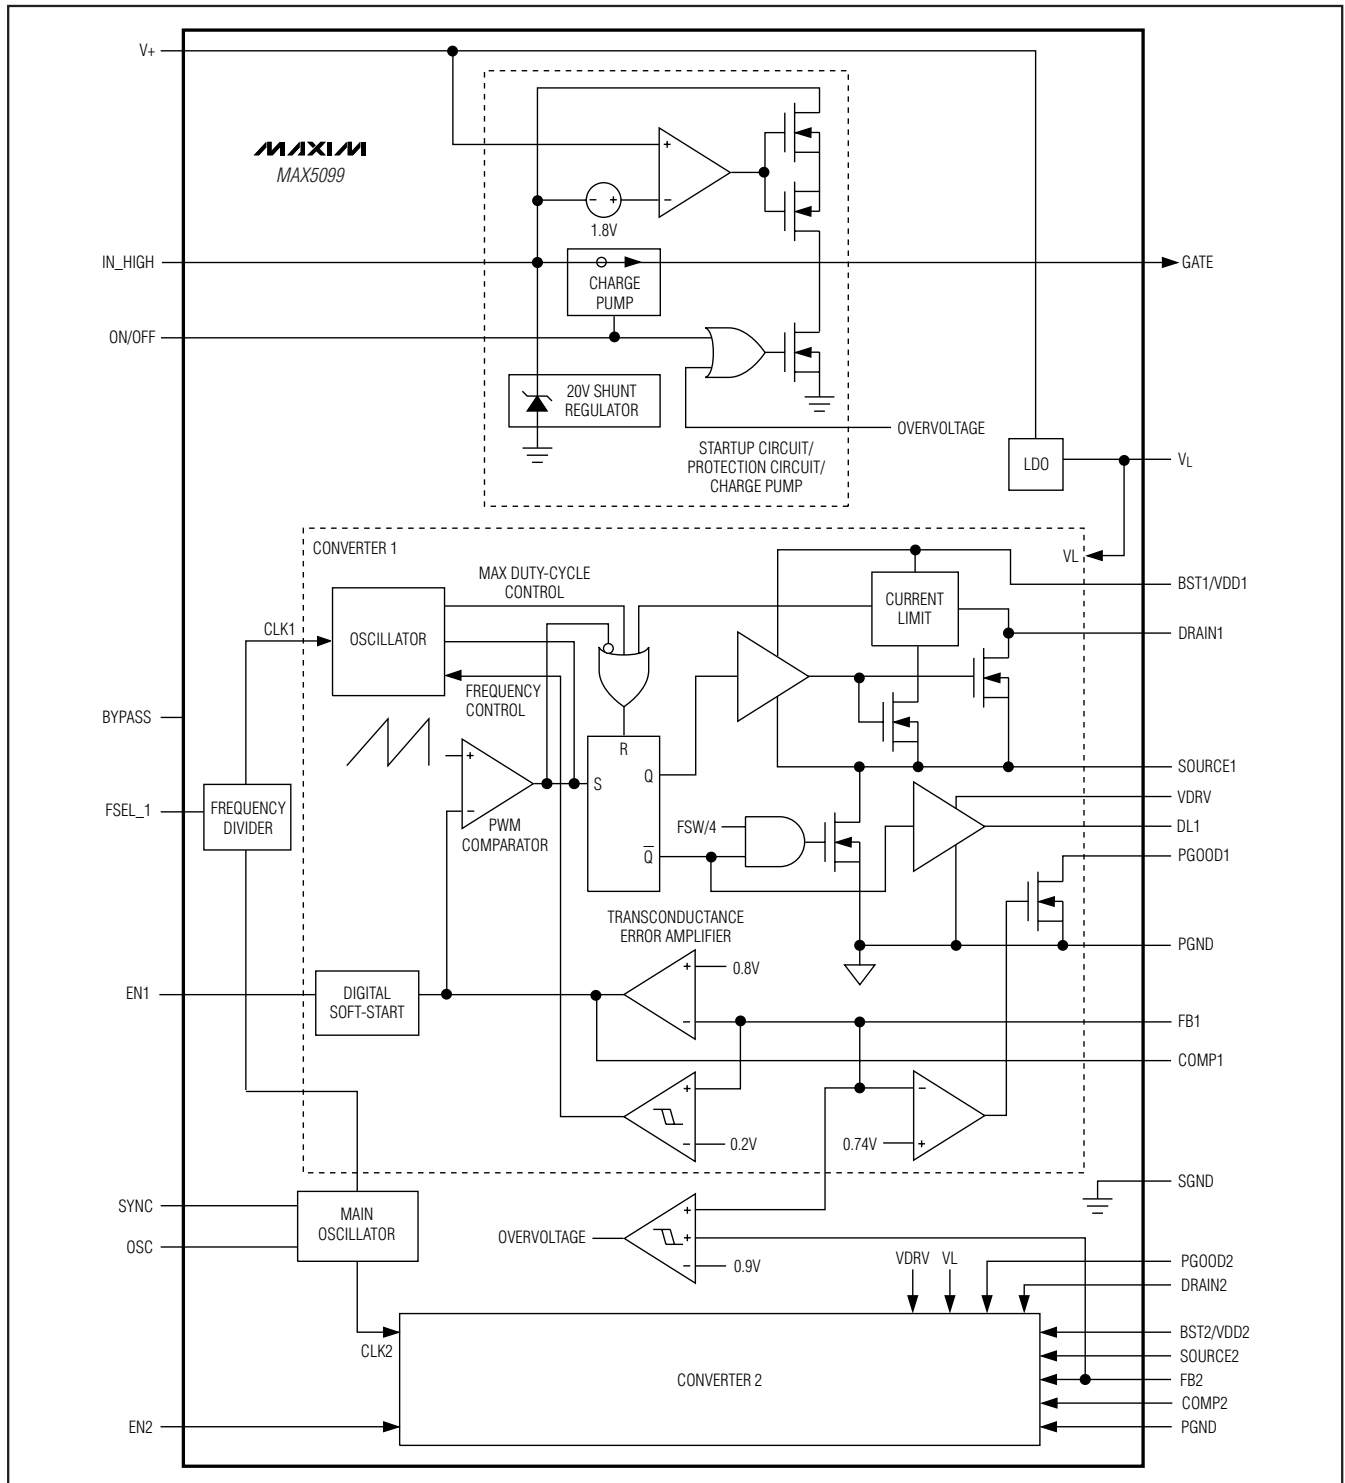 V+
MAXIM
MAX5099
+
−
− +
1.8V
IN_HIGH
CHARGE
PUMP
GATE
ON/OFF
20V SHUNT
REGULATOR
OVERVOLTAGE
STARTUP CIRCUIT/
PROTECTION CIRCUIT/
CHARGE PUMP
LDO
VL
CONVERTER 1
VL
MAX DUTY-CYCLE
CONTROL
BST1/VDD1
CURRENT
LIMIT
CLK1
OSCILLATOR
DRAIN1
FREQUENCY
CONTROL
BYPASS
R
+
Q
SOURCE1
S
FSEL_1
FREQUENCY
DIVIDER
−
PWM
COMPARATOR
VDRV
FSW/4
DL1
Q
PGOOD1
TRANSCONDUCTANCE
ERROR AMPLIFIER
PGND
+
0.8V
EN1
DIGITAL
SOFT-START
−
FB1
COMP1
+
−
−
0.2V
0.74V
+
SGND
SYNC
MAIN
OSCILLATOR
OSC
+
OVERVOLTAGE
+
−
0.9V
VDRV
VL
PGOOD2
DRAIN2
CLK2
BST2/VDD2
SOURCE2
CONVERTER 2
FB2
COMP2
EN2
PGND